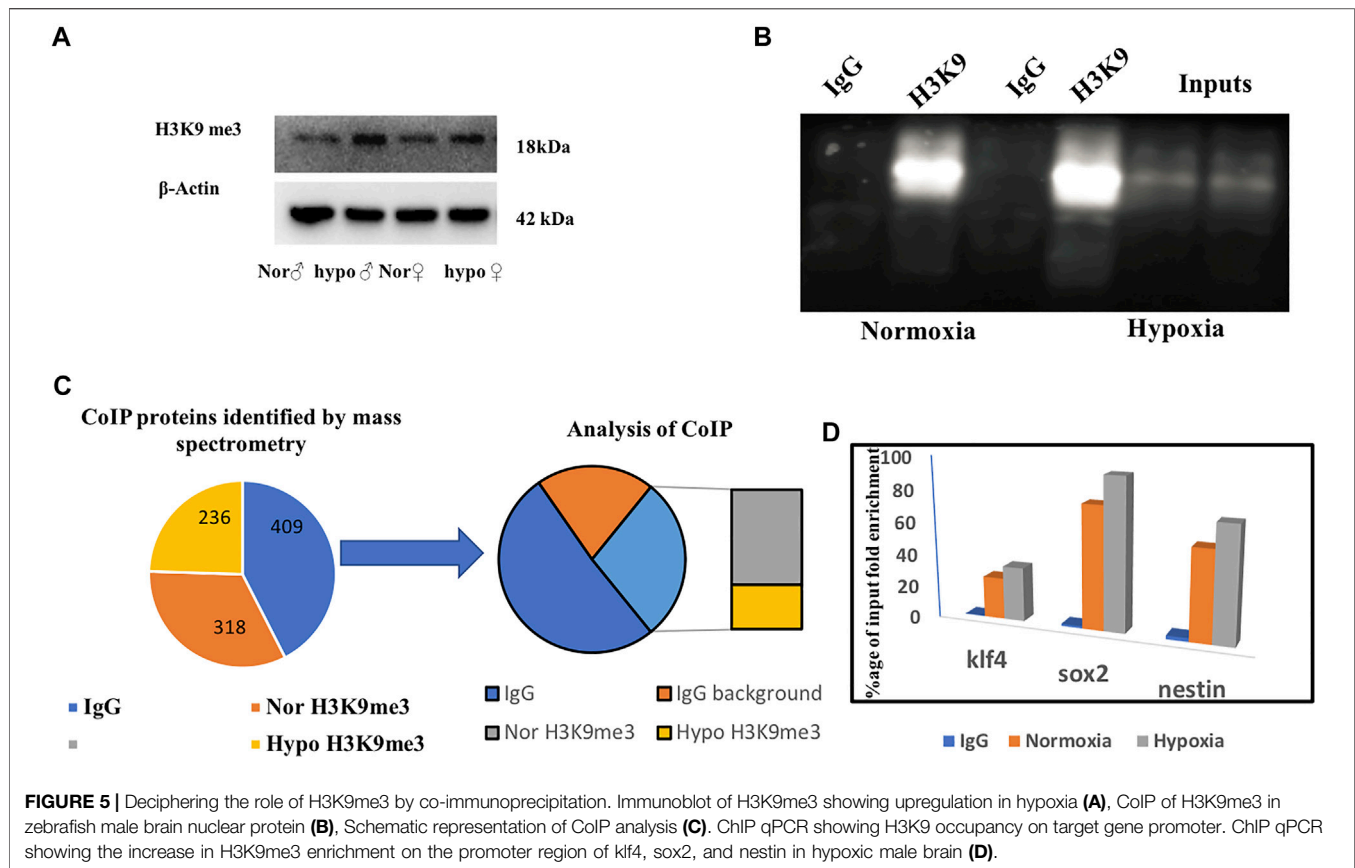 A
H3K9 me3
18kDa
β-Actin
42 kDa
Nor♂ hypo♂ Nor♀ hypo♀
B
IgG
H3K9
IgG
H3K9
Inputs
Normoxia
Hypoxia
C
CoIP proteins identified by mass
spectrometry
236
409
318
IgG
Nor H3K9me3
Hypo H3K9me3
Analysis of CoIP
IgG
IgG background
Nor H3K9me3
Hypo H3K9me3
D
%age of input fold enrichment
100
80
60
40
20
0
klf4
sox2
nestin
IgG
Normoxia
Hypoxia
FIGURE 5 | Deciphering the role of H3K9me3 by co-immunoprecipitation. Immunoblot of H3K9me3 showing upregulation in hypoxia (A), CoIP of H3K9me3 in
zebrafish male brain nuclear protein (B), Schematic representation of CoIP analysis (C). ChIP qPCR showing H3K9 occupancy on target gene promoter. ChIP qPCR
showing the increase in H3K9me3 enrichment on the promoter region of klf4, sox2, and nestin in hypoxic male brain (D).